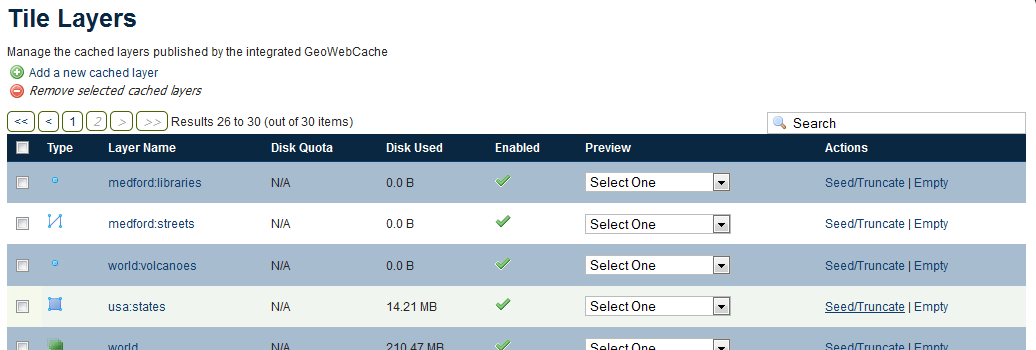 Tile Layers
Manage the cached layers published by the integrated GeoWebCache
Add a new cached layer
Remove selected cached layers
<< < 1 2 > >> Results 26 to 30 (out of 30 items) Search
Type Layer Name Disk Quota Disk Used Enabled Preview Actions
medford:libraries N/A 0.0 B Select One Seed/Truncate | Empty
medford:streets N/A 0.0 B Select One Seed/Truncate | Empty
world:volcanoes N/A 0.0 B Select One Seed/Truncate | Empty
usa:states N/A 14.21 MB Select One Seed/Truncate | Empty
world N/A 210.47 MB Select One Seed/Truncate | Empty